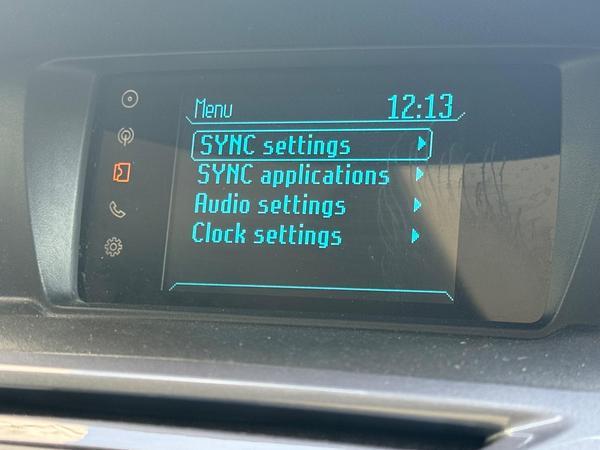 Menu 12:13
SYNC settings
SYNC applications
Audio settings
Clock settings